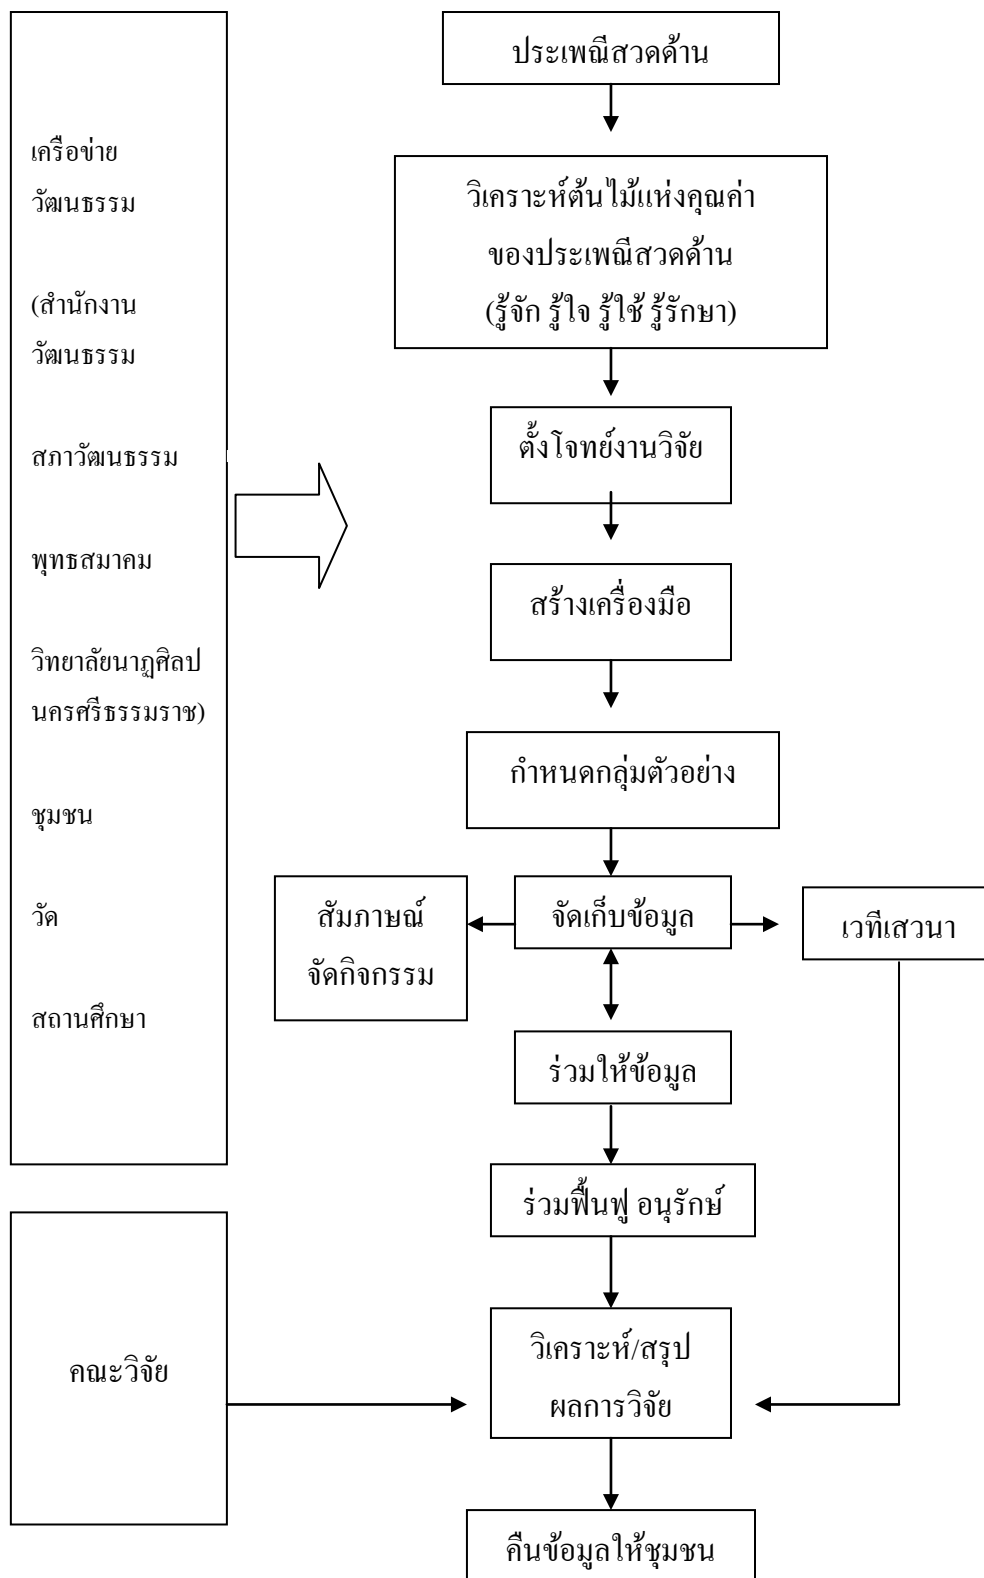 เครือข่าย
วัฒนธรรม
(สำนักงาน
วัฒนธรรม
สภาวัฒนธรรม
พุทธสมาคม
วิทยาลัยนาฏศิลป
นครศรีธรรมราช)
ชุมชน
วัด
สถานศึกษา
คณะวิจัย
ประเพณีสวดด้าน
วิเคราะห์ต้นไม้แห่งคุณค่า
ของประเพณีสวดด้าน
(รู้จัก รู้ใจ รู้ใช้ รู้รักษา)
ตั้งโจทย์งานวิจัย
สร้างเครื่องมือ
กำหนดกลุ่มตัวอย่าง
สัมภาษณ์
จัดกิจกรรม
จัดเก็บข้อมูล
เวทีเสวนา
ร่วมให้ข้อมูล
ร่วมฟื้นฟู อนุรักษ์
วิเคราะห์/สรุป
ผลการวิจัย
คืนข้อมูลให้ชุมชน